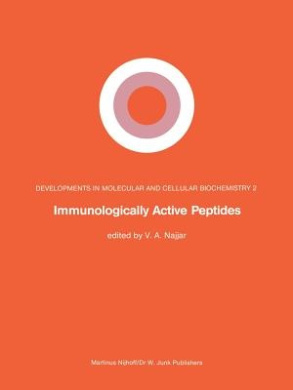 DEVELOPMENTS IN MOLECULAR AND CELLULAR BIOCHEMISTRY 2
Immunologically Active Peptides
edited by V. A. Najjar
Martinus Nijhoff/Dr W. Junk Publishers